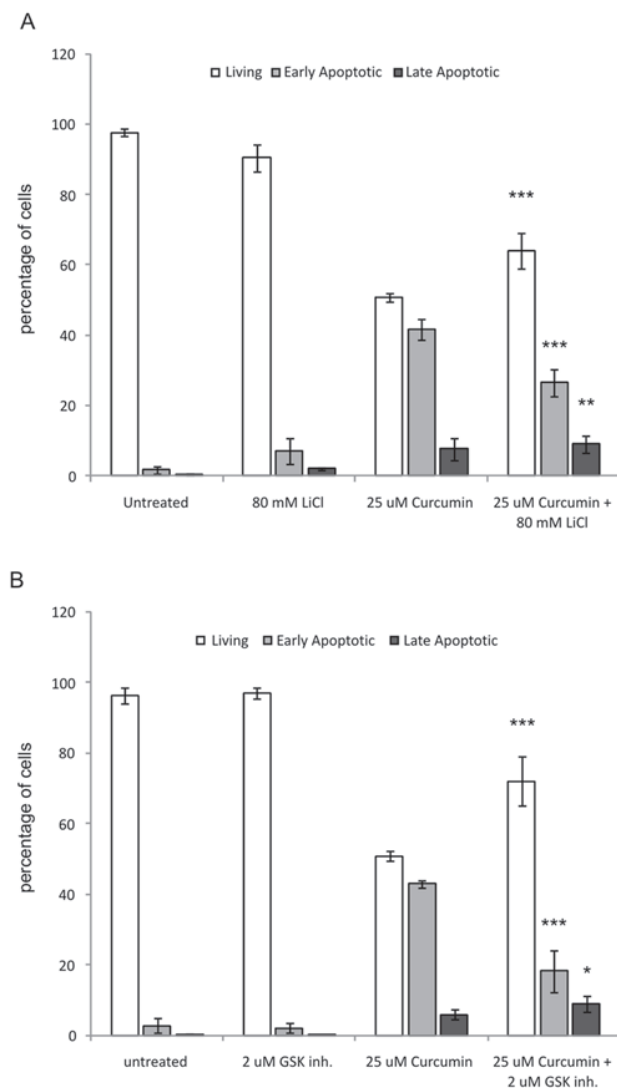 A
120
100
80
60
40
20
0
percentage of cells
Living Early Apoptotic Late Apoptotic
***
***
**
Untreated 80 mM LiCl 25 uM Curcumin 25 uM Curcumin +
80 mM LiCl
B
120
100
80
60
40
20
0
percentage of cells
Living Early Apoptotic Late Apoptotic
***
***
*
untreated 2 uM GSK inh. 25 uM Curcumin 25 uM Curcumin +
2 uM GSK inh.